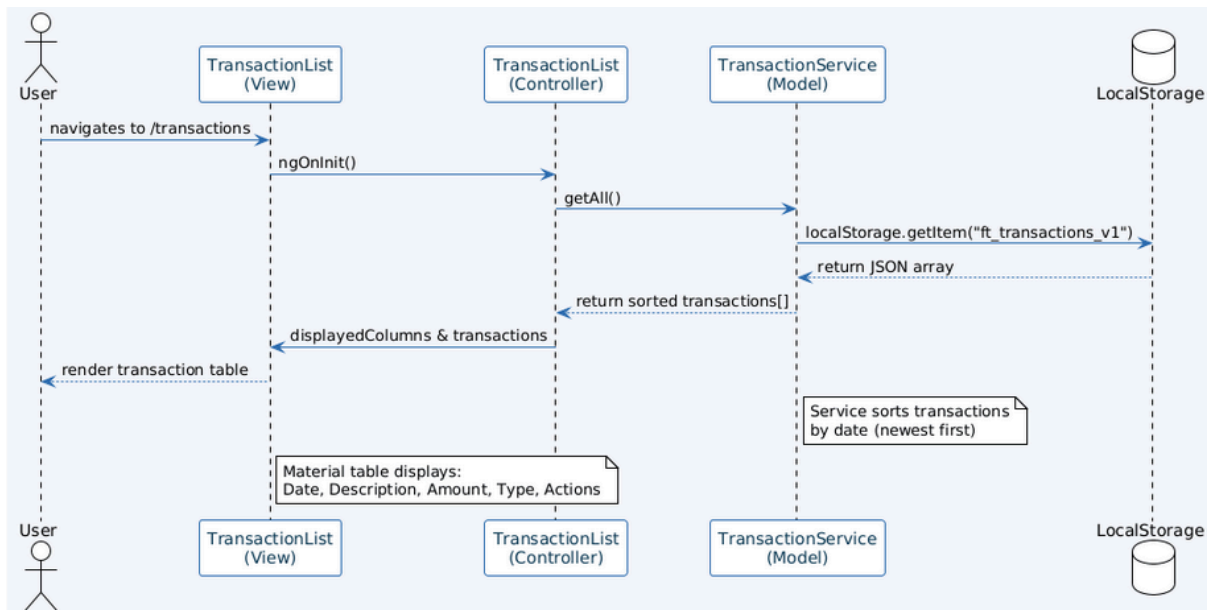 User
TransactionList
(View)
TransactionList
(Controller)
TransactionService
(Model)
LocalStorage
navigates to /transactions
ngOnInit()
getAll()
localStorage.getItem("ft_transactions_v1")
return JSON array
return sorted transactions[]
displayedColumns & transactions
render transaction table
Service sorts transactions
by date (newest first)
Material table displays:
Date, Description, Amount, Type, Actions
User
TransactionList
(View)
TransactionList
(Controller)
TransactionService
(Model)
LocalStorage